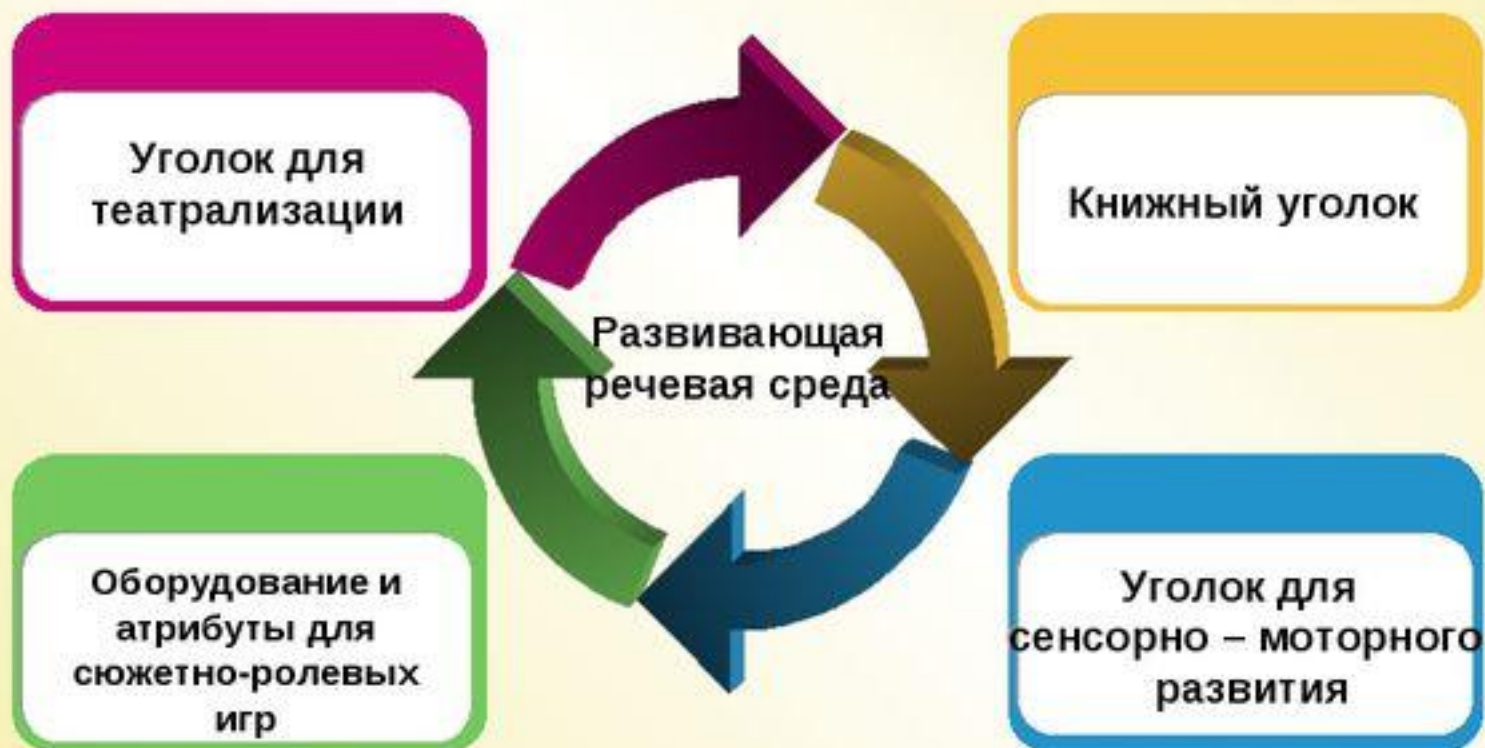 Уголок для
театрализации
Книжный уголок
Развивающая
речевая среда
Оборудование и
атрибуты для
сюжетно-ролевых
игр
Уголок для
сенсорно – моторного
развития